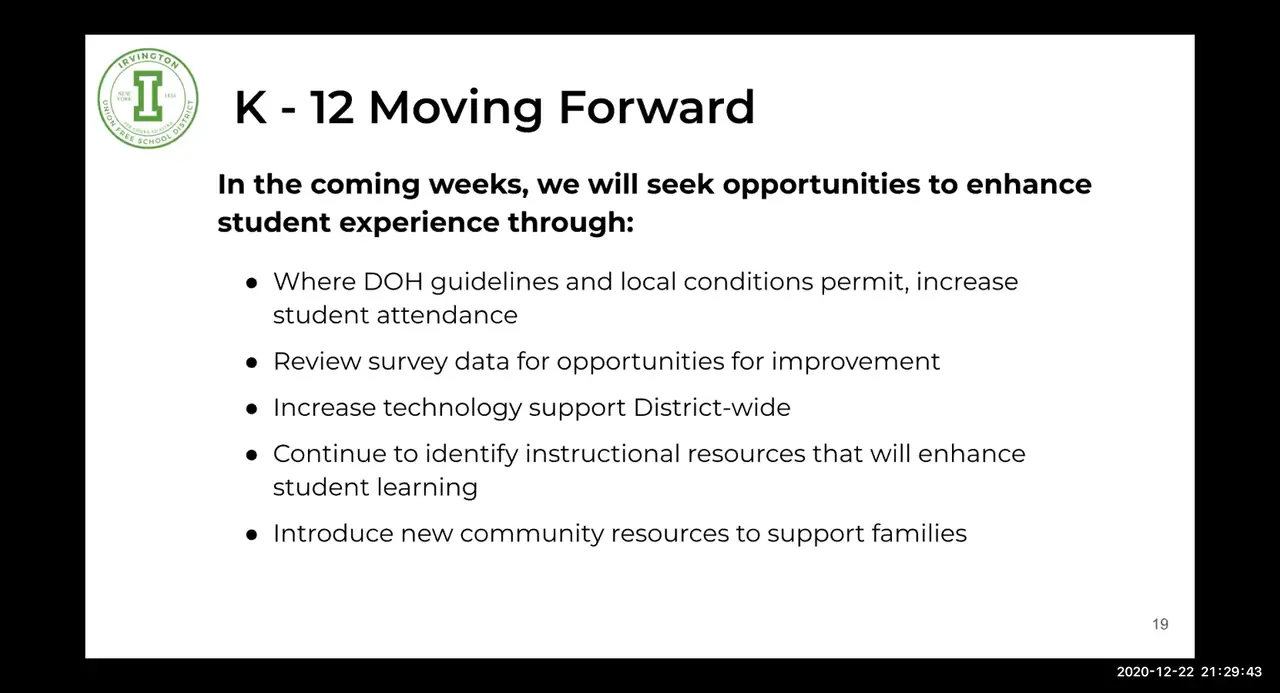 IRVINGTON
NEW YORK
UNION FREE SCHOOL DISTRICT
K - 12 Moving Forward
In the coming weeks, we will seek opportunities to enhance
student experience through:
● Where DOH guidelines and local conditions permit, increase
student attendance
● Review survey data for opportunities for improvement
● Increase technology support District-wide
● Continue to identify instructional resources that will enhance
student learning
● Introduce new community resources to support families
19
2020-12-22 21:29:43